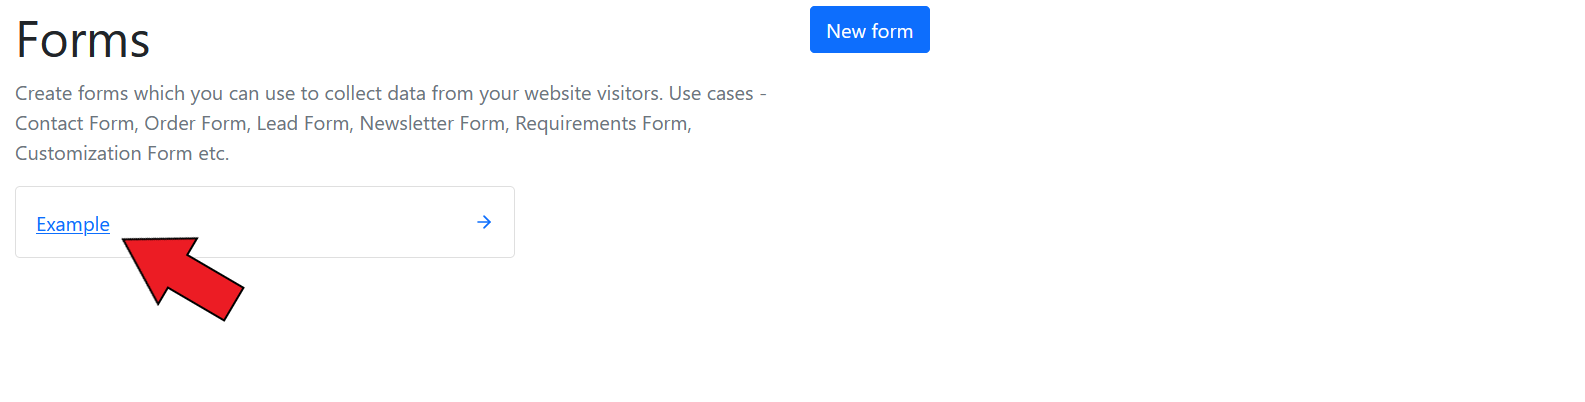 Forms
New form
Create forms which you can use to collect data from your website visitors. Use cases -
Contact Form, Order Form, Lead Form, Newsletter Form, Requirements Form,
Customization Form etc.
Example